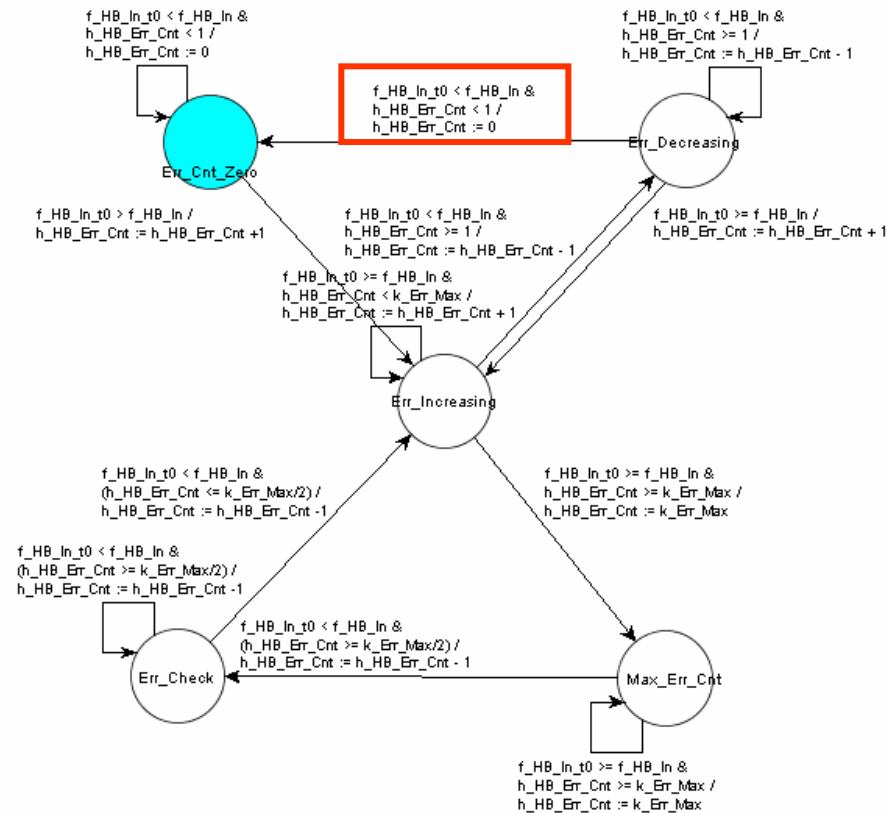 f_HB_In_t0 < f_HB_In &
h_HB_Err_Cnt < 1 /
h_HB_Err_Cnt := 0
f_HB_In_t0 < f_HB_In &
h_HB_Err_Cnt >= 1 /
h_HB_Err_Cnt := h_HB_Err_Cnt - 1
f_HB_In_t0 < f_HB_In &
h_HB_Err_Cnt < 1 /
h_HB_Err_Cnt := 0
Err_Cnt_Zero
Err_Decreasing
f_HB_In_t0 > f_HB_In /
h_HB_Err_Cnt := h_HB_Err_Cnt +1
f_HB_In_t0 < f_HB_In &
h_HB_Err_Cnt >= 1 /
h_HB_Err_Cnt := h_HB_Err_Cnt - 1
f_HB_In_t0 >= f_HB_In /
h_HB_Err_Cnt := h_HB_Err_Cnt + 1
f_HB_In_t0 >= f_HB_In &
h_HB_Err_Cnt < k_Err_Max /
h_HB_Err_Cnt := h_HB_Err_Cnt + 1
Err_Increasing
f_HB_In_t0 < f_HB_In &
(h_HB_Err_Cnt <= k_Err_Max/2) /
h_HB_Err_Cnt := h_HB_Err_Cnt -1
f_HB_In_t0 >= f_HB_In &
h_HB_Err_Cnt >= k_Err_Max /
h_HB_Err_Cnt := k_Err_Max
f_HB_In_t0 < f_HB_In &
(h_HB_Err_Cnt >= k_Err_Max/2) /
h_HB_Err_Cnt := h_HB_Err_Cnt -1
f_HB_In_t0 < f_HB_In &
(h_HB_Err_Cnt >= k_Err_Max/2) /
h_HB_Err_Cnt := h_HB_Err_Cnt - 1
Err_Check
Max_Err_Cnt
f_HB_In_t0 >= f_HB_In &
h_HB_Err_Cnt >= k_Err_Max /
h_HB_Err_Cnt := k_Err_Max